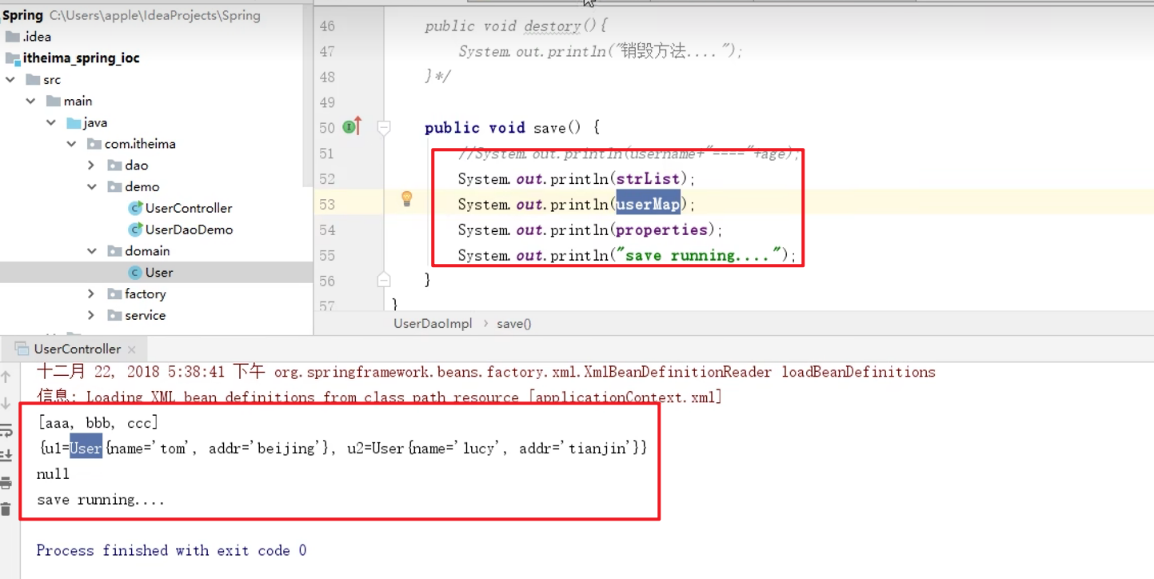 Spring C:\Users\apple\IdeaProjects\Spring
.idea
itheima_spring_ioc
src
main
java
com.itheima
dao
demo
UserController
UserDaoDemo
domain
User
factory
service
46 public void destory(){
47 System.out.println("销毁方法....");
48 }*/
49
50 public void save() {
51 //System.out.println(username+"----"+age);
52 System.out.println(strList);
53 System.out.println(userMap);
54 System.out.println(properties);
55 System.out.println("save running....");
56 }
57 }
UserDaoImpl › save()
UserController ×
十二月 22, 2018 5:38:41 下午 org.springframework.beans.factory.xml.XmlBeanDefinitionReader loadBeanDefinitions
信息: Loading XML bean definitions from class path resource [applicationContext.xml]
[aaa, bbb, ccc]
{u1=User{name='tom', addr='beijing'}, u2=User{name='lucy', addr='tianjin'}}
null
save running....
Process finished with exit code 0